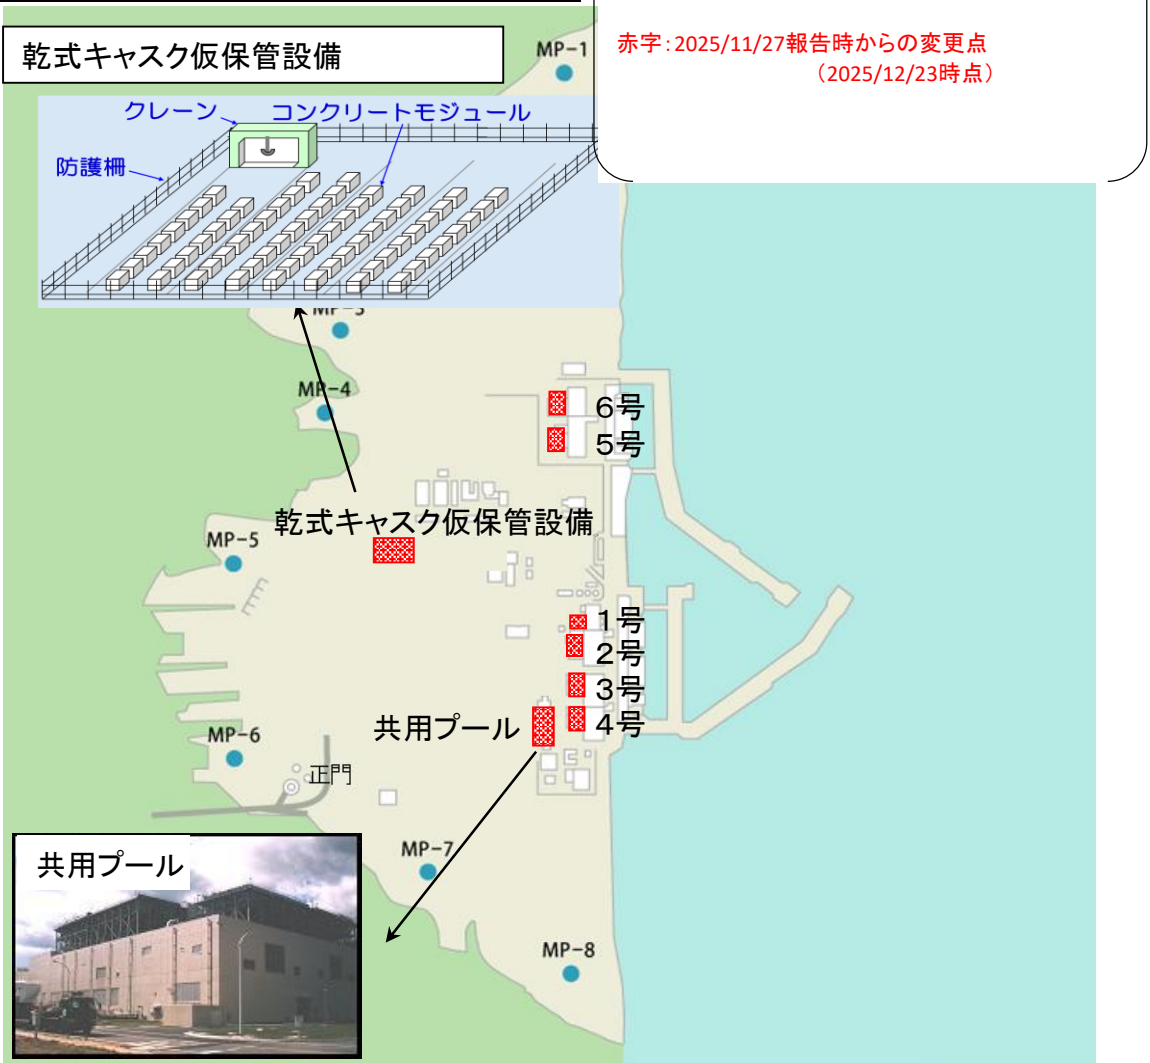 乾式キャスク仮保管設備
MP-1
赤字：2025/11/27報告時からの変更点
（2025/12/23時点）
クレーン
コンクリートモジュール
防護柵
MP-3
MP-4
6号
5号
乾式キャスク仮保管設備
MP-5
1号
2号
3号
共用プール
4号
MP-6
正門
MP-7
共用プール
MP-8